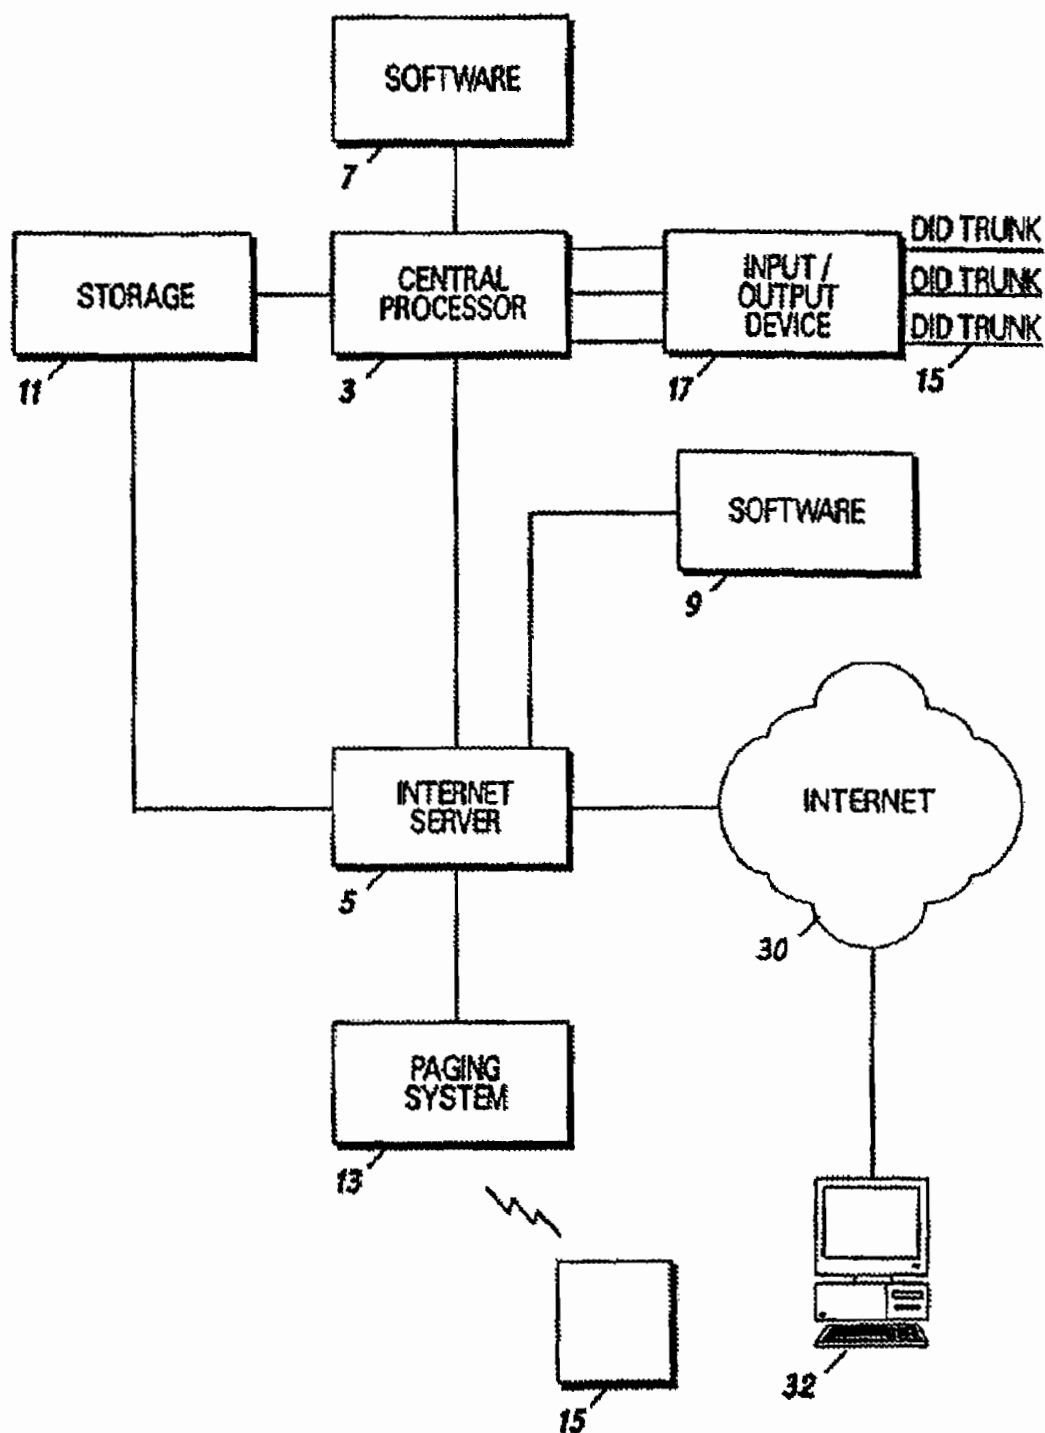 SOFTWARE
7
STORAGE
11
CENTRAL
PROCESSOR
3
INPUT /
OUTPUT
DEVICE
17
DID TRUNK
DID TRUNK
DID TRUNK
15
SOFTWARE
9
INTERNET
SERVER
5
INTERNET
30
PAGING
SYSTEM
13
15
32